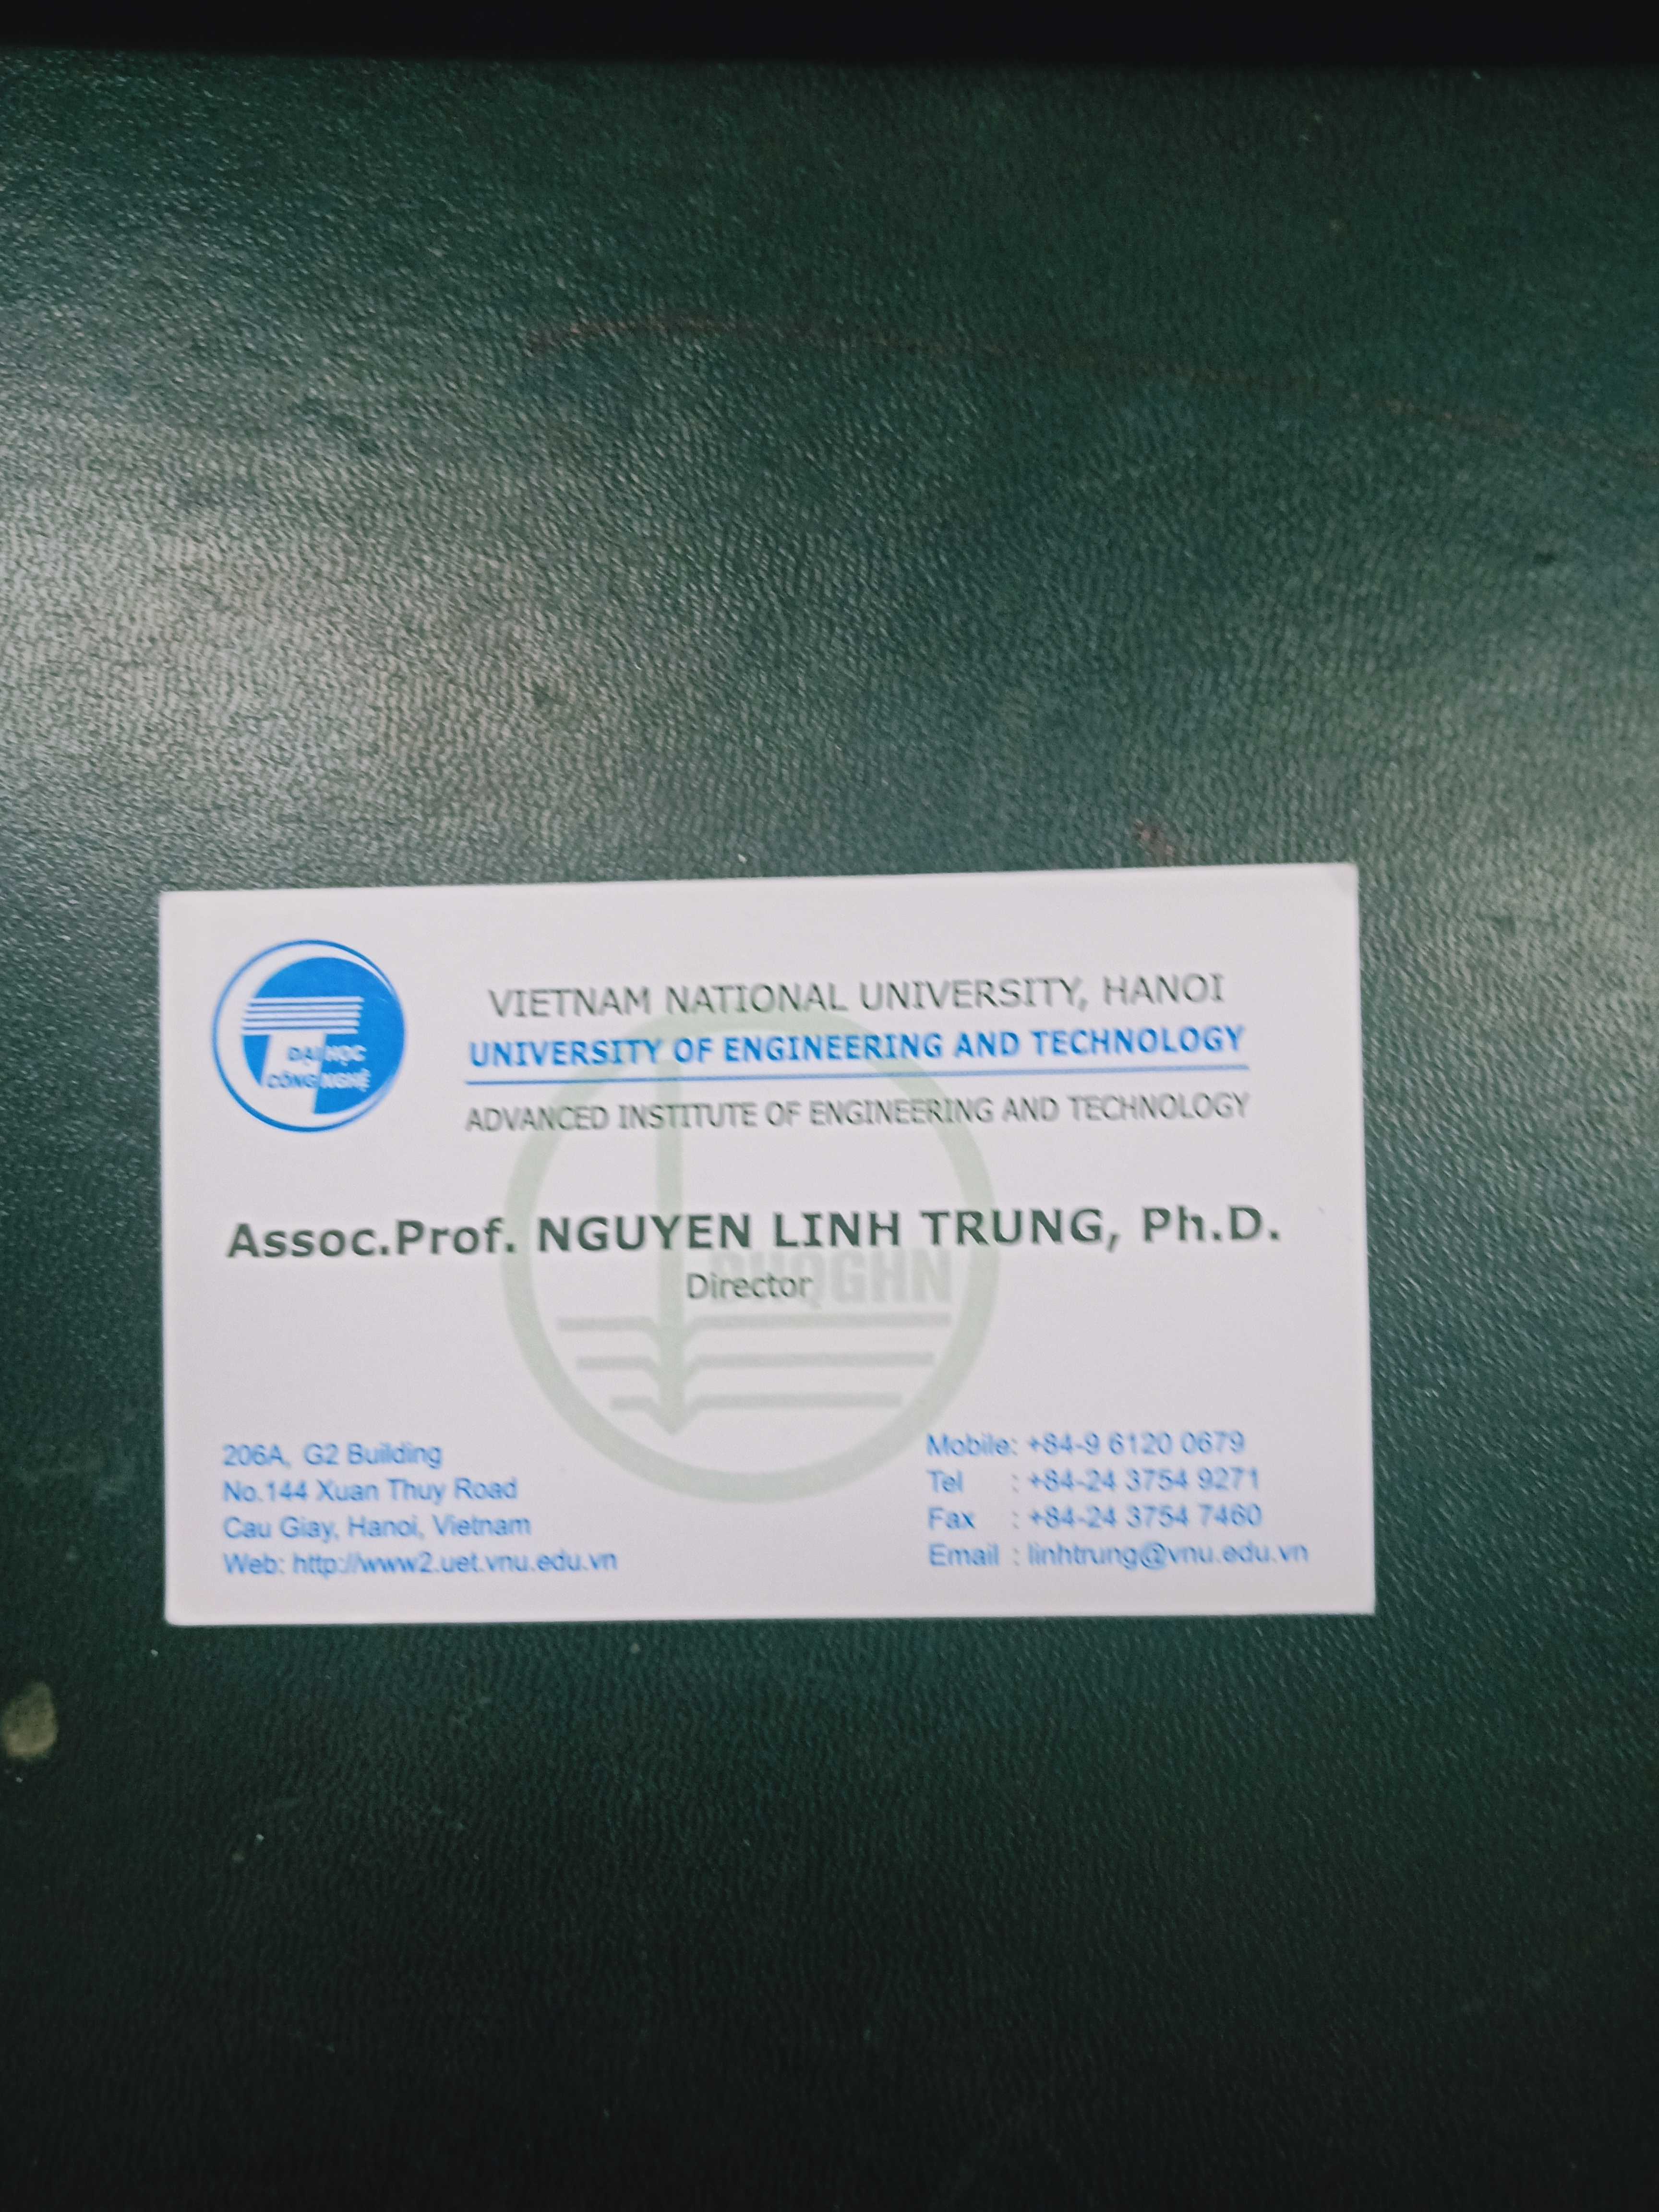 ĐẠI HỌC
CÔNG NGHỆ
VIETNAM NATIONAL UNIVERSITY, HANOI
UNIVERSITY OF ENGINEERING AND TECHNOLOGY
ADVANCED INSTITUTE OF ENGINEERING AND TECHNOLOGY
Assoc.Prof. NGUYEN LINH TRUNG, Ph.D.
Director
ĐHQGHN
206A, G2 Building
No.144 Xuan Thuy Road
Cau Giay, Hanoi, Vietnam
Web: http://www2.uet.vnu.edu.vn
Mobile: +84-9 6120 0679
Tel : +84-24 3754 9271
Fax : +84-24 3754 7460
Email : linhtrung@vnu.edu.vn